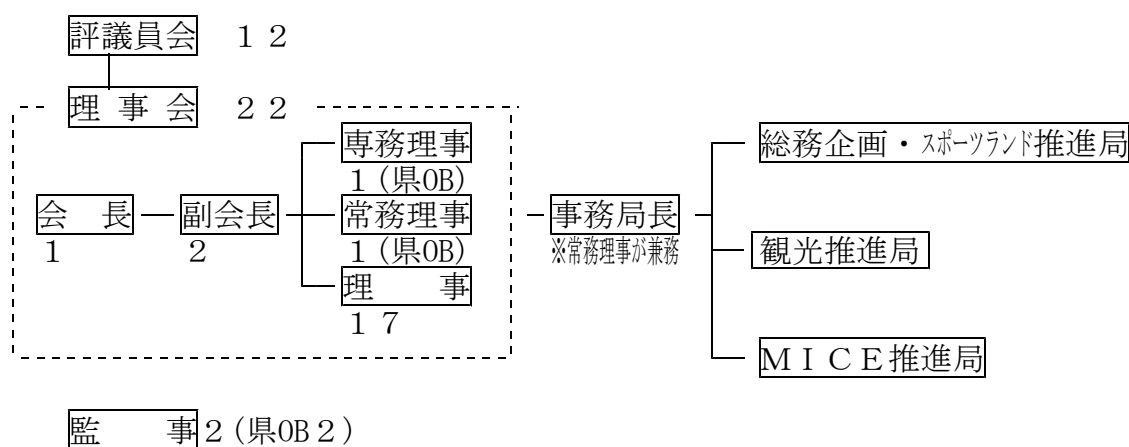 評議員会 12
理事会 22
専務理事
1(県OB)
総務企画・スポーツランド推進局
会長
1
副会長
2
常務理事
1(県OB)
事務局長
※常務理事が兼務
観光推進局
理事
17
MICE推進局
監事2(県OB2)